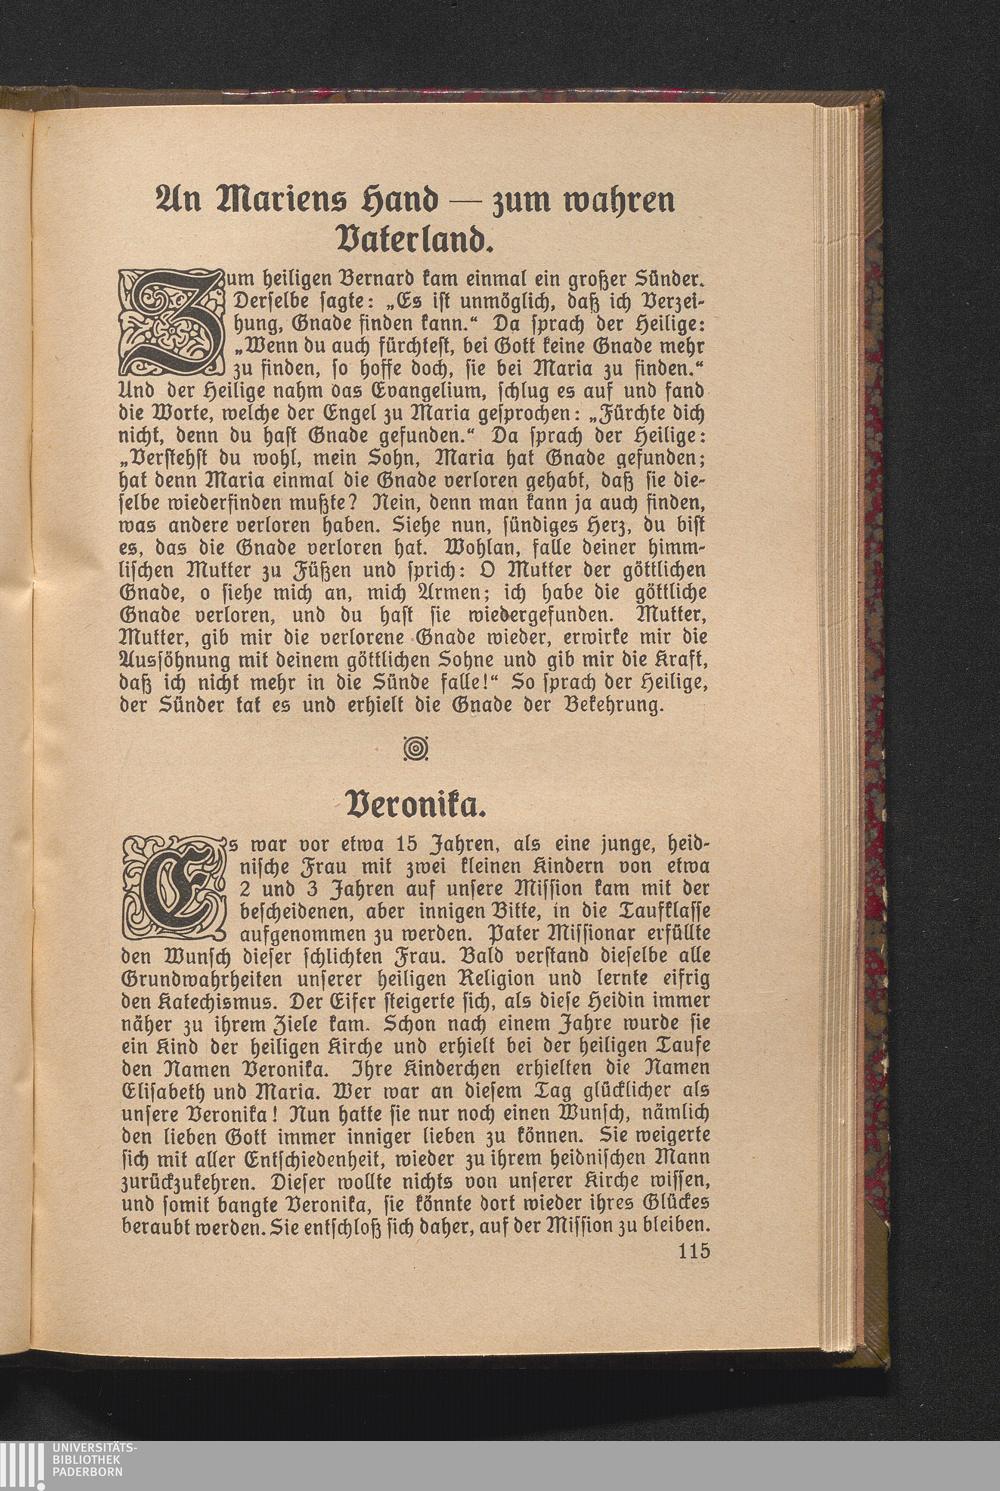 An Mariens Hand — zum wahren
Vaterland.
Zum heiligen Bernard kam einmal ein großer Sünder.
Derselbe sagte: „Es ist unmöglich, daß ich Verzei-
hung, Gnade finden kann.“ Da sprach der Heilige:
„Wenn du auch fürchtest, bei Gott keine Gnade mehr
zu finden, so hoffe doch, sie bei Maria zu finden.“
Und der Heilige nahm das Evangelium, schlug es auf und fand
die Worte, welche der Engel zu Maria gesprochen: „Fürchte dich
nicht, denn du hast Gnade gefunden.“ Da sprach der Heilige:
„Verstehst du wohl, mein Sohn, Maria hat Gnade gefunden;
hat denn Maria einmal die Gnade verloren gehabt, daß sie die-
selbe wiederfinden mußte? Nein, denn man kann ja auch finden,
was andere verloren haben. Siehe nun, sündiges Herz, du bist
es, das die Gnade verloren hat. Wohlan, falle deiner himm-
lischen Mutter zu Füßen und sprich: O Mutter der göttlichen
Gnade, o siehe mich an, mich Armen; ich habe die göttliche
Gnade verloren, und du hast sie wiedergefunden. Mutter,
Mutter, gib mir die verlorene Gnade wieder, erwirke mir die
Aussöhnung mit deinem göttlichen Sohne und gib mir die Kraft,
daß ich nicht mehr in die Sünde falle!“ So sprach der Heilige,
der Sünder tat es und erhielt die Gnade der Bekehrung.
Veronika.
Es war vor etwa 15 Jahren, als eine junge, heid-
nische Frau mit zwei kleinen Kindern von etwa
2 und 3 Jahren auf unsere Mission kam mit der
bescheidenen, aber innigen Bitte, in die Taufklasse
aufgenommen zu werden. Pater Missionar erfüllte
den Wunsch dieser schlichten Frau. Bald verstand dieselbe alle
Grundwahrheiten unserer heiligen Religion und lernte eifrig
den Katechismus. Der Eifer steigerte sich, als diese Heidin immer
näher zu ihrem Ziele kam. Schon nach einem Jahre wurde sie
ein Kind der heiligen Kirche und erhielt bei der heiligen Taufe
den Namen Veronika. Ihre Kinderchen erhielten die Namen
Elisabeth und Maria. Wer war an diesem Tag glücklicher als
unsere Veronika! Nun hatte sie nur noch einen Wunsch, nämlich
den lieben Gott immer inniger lieben zu können. Sie weigerte
sich mit aller Entschiedenheit, wieder zu ihrem heidnischen Mann
zurückzukehren. Dieser wollte nichts von unserer Kirche wissen,
und somit bangte Veronika, sie könnte dort wieder ihres Glückes
beraubt werden. Sie entschloß sich daher, auf der Mission zu bleiben.
115
UNIVERSITÄTS-
BIBLIOTHEK
PADERBORN